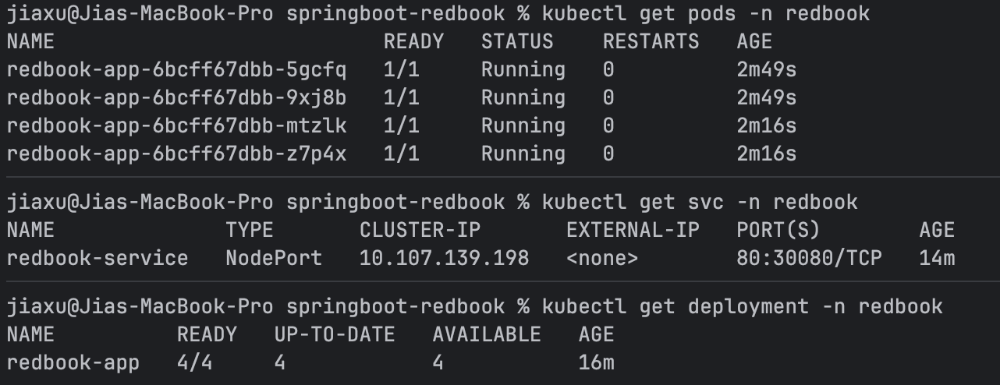 jiaxu@Jias-MacBook-Pro springboot-redbook % kubectl get pods -n redbook
NAME                           READY   STATUS    RESTARTS   AGE
redbook-app-6bcff67dbb-5gcfq   1/1     Running   0          2m49s
redbook-app-6bcff67dbb-9xj8b   1/1     Running   0          2m49s
redbook-app-6bcff67dbb-mtzlk   1/1     Running   0          2m16s
redbook-app-6bcff67dbb-z7p4x   1/1     Running   0          2m16s
jiaxu@Jias-MacBook-Pro springboot-redbook % kubectl get svc -n redbook
NAME              TYPE       CLUSTER-IP       EXTERNAL-IP   PORT(S)        AGE
redbook-service   NodePort   10.107.139.198   <none>        80:30080/TCP   14m
jiaxu@Jias-MacBook-Pro springboot-redbook % kubectl get deployment -n redbook
NAME          READY   UP-TO-DATE   AVAILABLE   AGE
redbook-app   4/4     4            4           16m